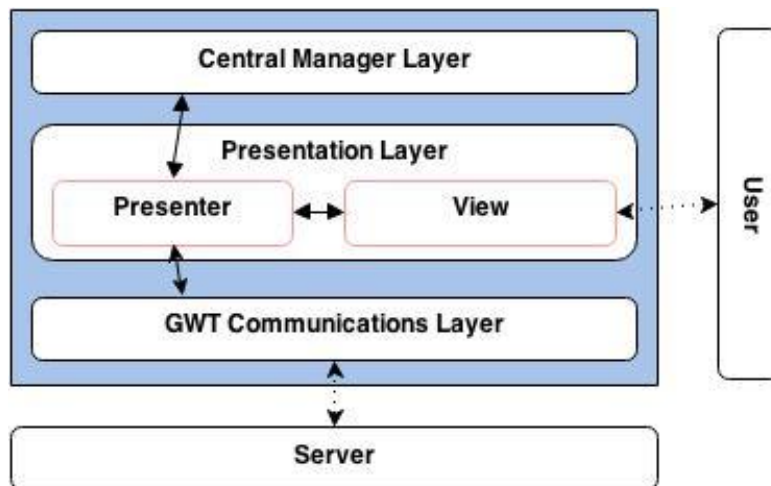 Central Manager Layer
Presentation Layer
Presenter
View
User
GWT Communications Layer
Server